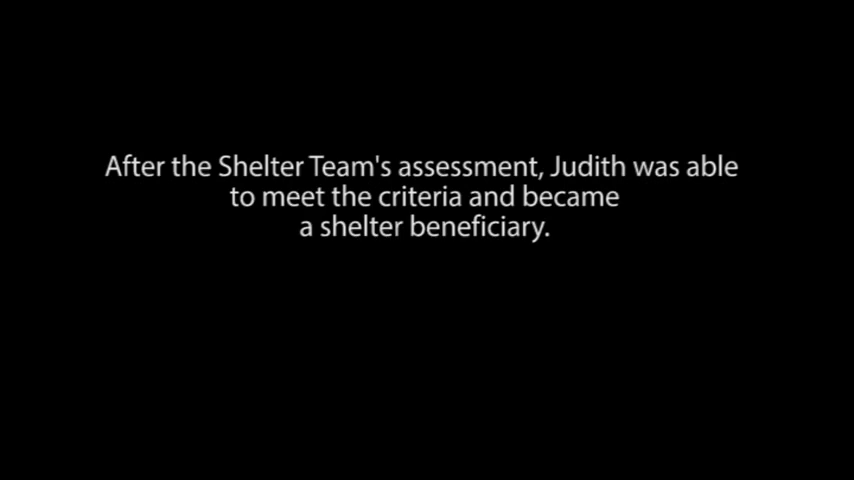 After the Shelter Team's assessment, Judith was able
to meet the criteria and became
a shelter beneficiary.